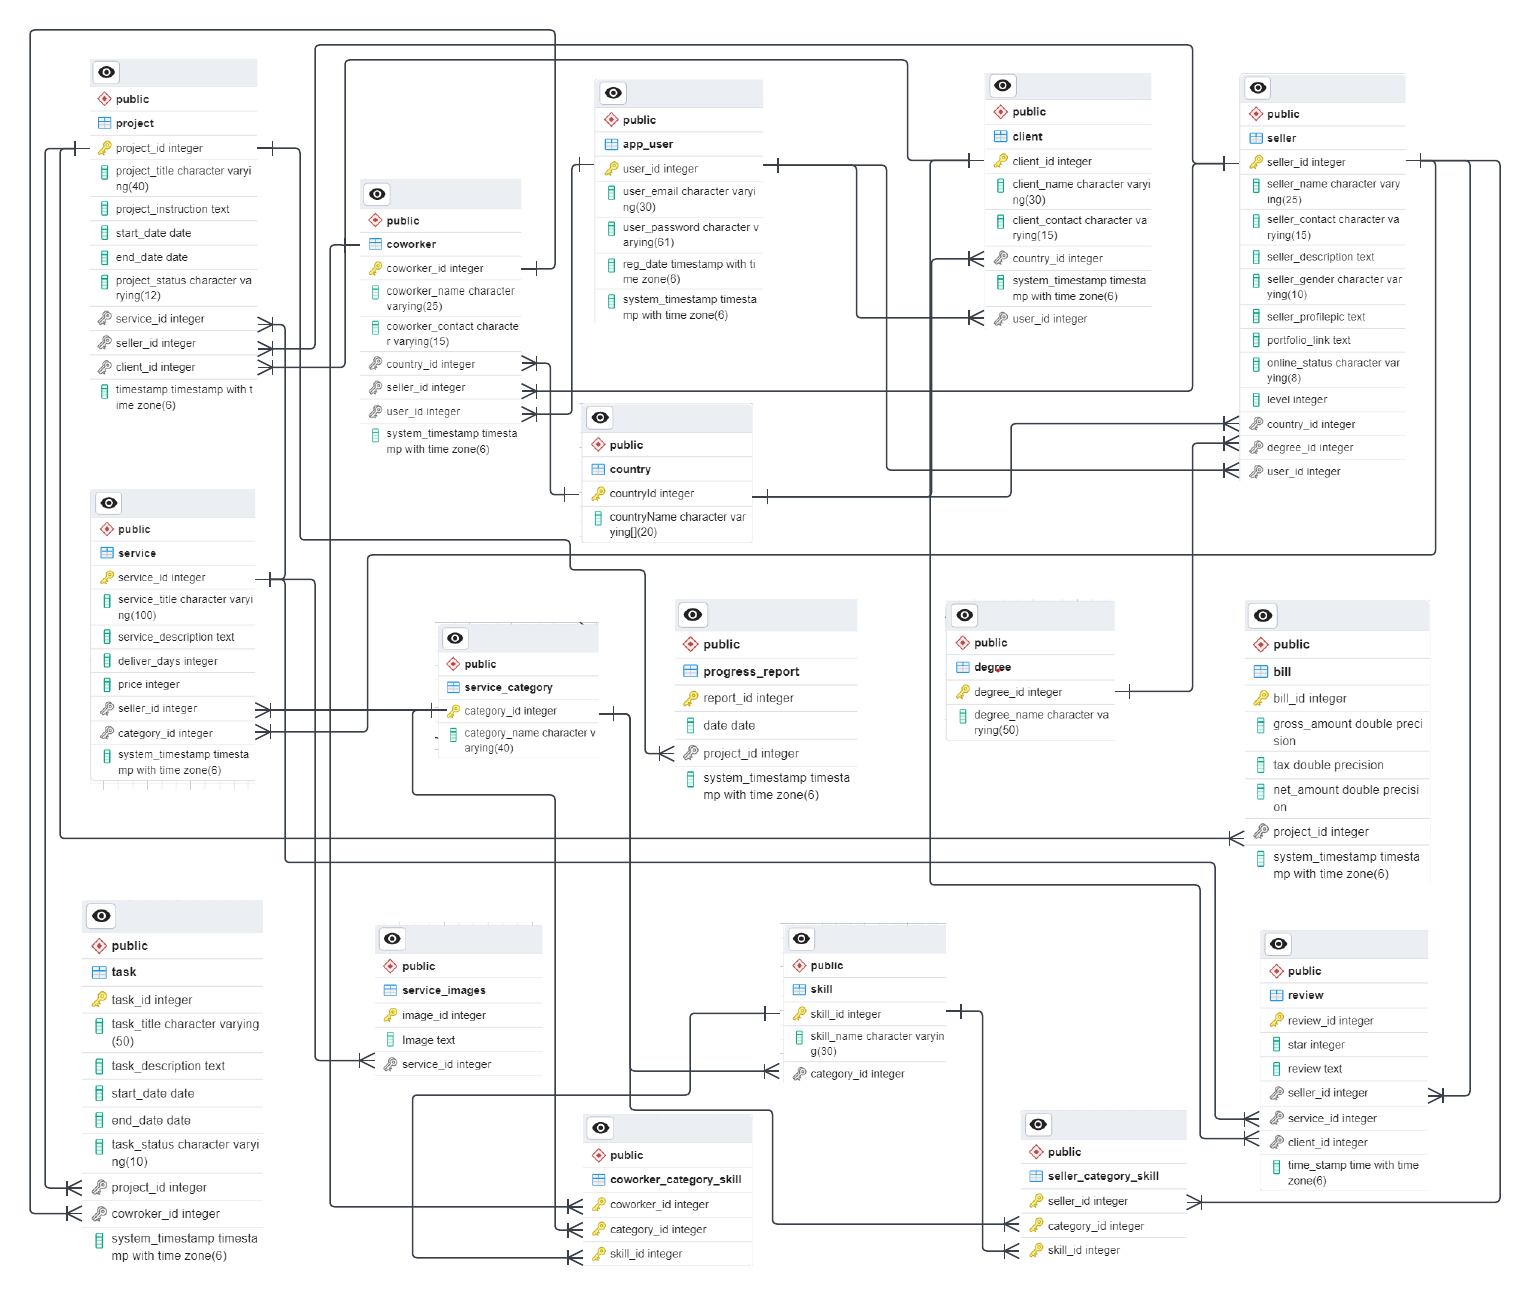 public
project
project_id integer
project_title character varyi
ng(40)
project_instruction text
start_date date
end_date date
project_status character va
rying(12)
service_id integer
seller_id integer
client_id integer
timestamp timestamp with t
ime zone(6)
public
coworker
coworker_id integer
coworker_name character
varying(25)
coworker_contact characte
r varying(15)
country_id integer
seller_id integer
user_id integer
system_timestamp timesta
mp with time zone(6)
public
app_user
user_id integer
user_email character varyi
ng(30)
user_password character v
arying(61)
reg_date timestamp with ti
me zone(6)
system_timestamp timesta
mp with time zone(6)
public
client
client_id integer
client_name character varyi
ng(30)
client_contact character va
rying(15)
country_id integer
system_timestamp timesta
mp with time zone(6)
user_id integer
public
seller
seller_id integer
seller_name character vary
ing(25)
seller_contact character va
rying(15)
seller_description text
seller_gender character var
ying(10)
seller_profilepic text
portfolio_link text
online_status character var
ying(8)
level integer
country_id integer
degree_id integer
user_id integer
public
country
countryId integer
countryName character var
ying[](20)
public
service
service_id integer
service_title character varyi
ng(100)
service_description text
deliver_days integer
price integer
seller_id integer
category_id integer
system_timestamp timesta
mp with time zone(6)
public
service_category
category_id integer
category_name character v
arying(40)
public
progress_report
report_id integer
date date
project_id integer
system_timestamp timesta
mp with time zone(6)
public
degree
degree_id integer
degree_name character va
rying(50)
public
bill
bill_id integer
gross_amount double preci
sion
tax double precision
net_amount double precisi
on
project_id integer
system_timestamp timesta
mp with time zone(6)
public
task
task_id integer
task_title character varying
(50)
task_description text
start_date date
end_date date
task_status character varyi
ng(10)
project_id integer
cowroker_id integer
system_timestamp timesta
mp with time zone(6)
public
service_images
image_id integer
Image text
service_id integer
public
skill
skill_id integer
skill_name character varyin
g(30)
category_id integer
public
review
review_id integer
star integer
review text
seller_id integer
service_id integer
client_id integer
time_stamp time with time
zone(6)
public
coworker_category_skill
coworker_id integer
category_id integer
skill_id integer
public
seller_category_skill
seller_id integer
category_id integer
skill_id integer